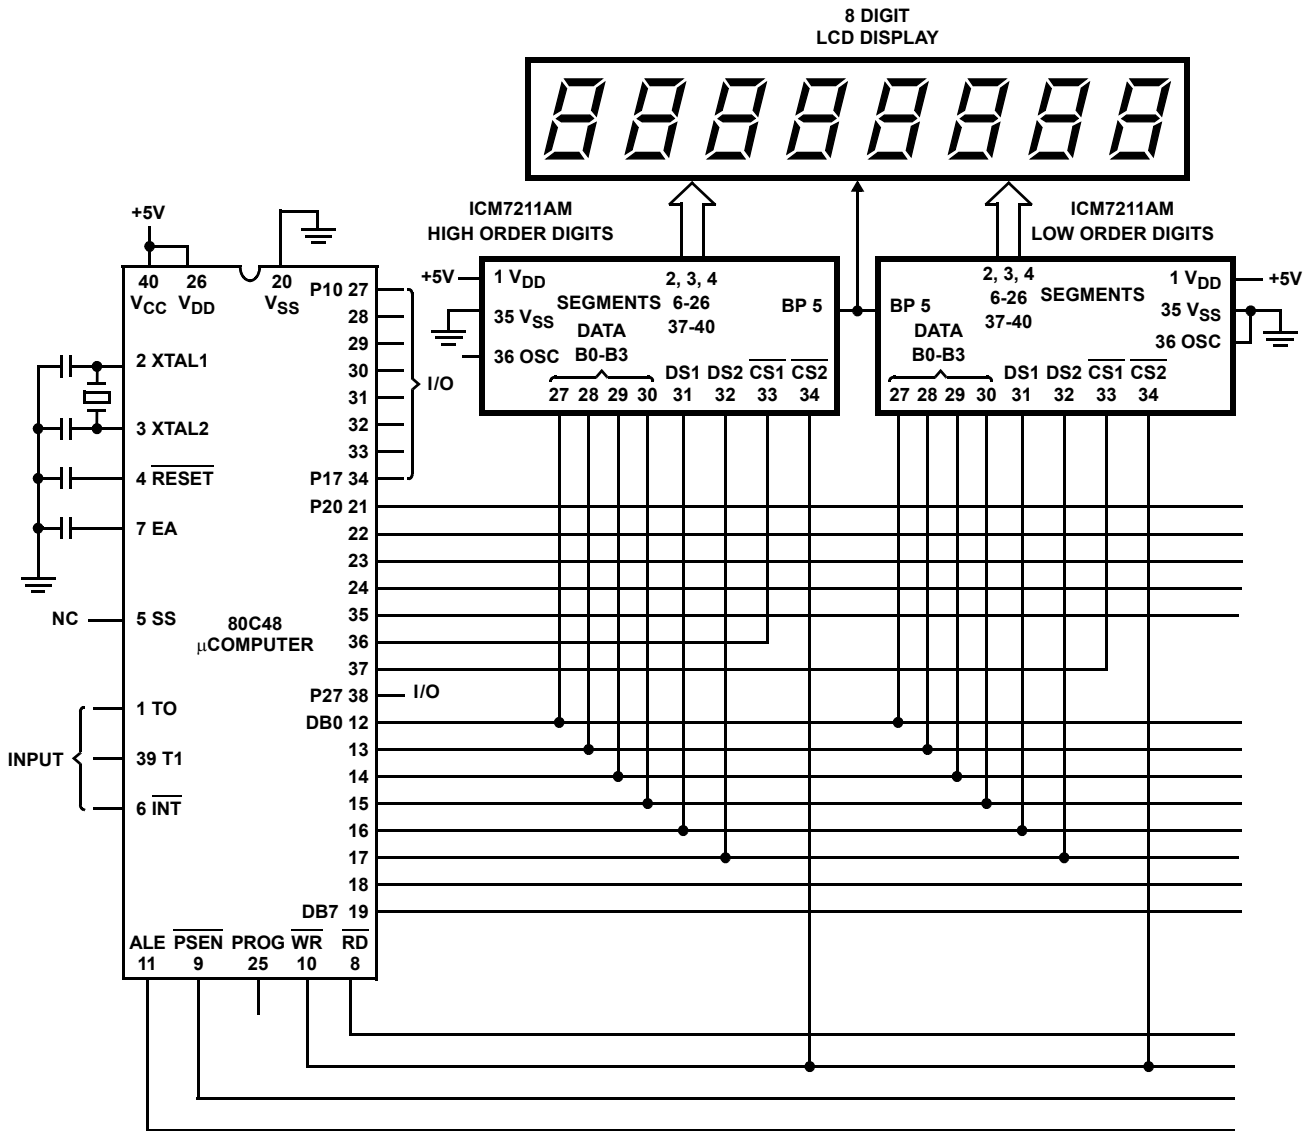 8 DIGIT
LCD DISPLAY
ICM7211AM
HIGH ORDER DIGITS
ICM7211AM
LOW ORDER DIGITS
+5V
1 VDD
35 VSS
36 OSC
SEGMENTS
2, 3, 4
6-26
37-40
DATA
B0-B3
BP 5
DS1 DS2 CS1 CS2
27 28 29 30 31 32 33 34
BP 5
2, 3, 4
6-26
37-40
SEGMENTS
DATA
B0-B3
1 VDD
35 VSS
36 OSC
+5V
DS1 DS2 CS1 CS2
27 28 29 30 31 32 33 34
+5V
40 26 20
VCC VDD VSS
2 XTAL1
3 XTAL2
4 RESET
7 EA
NC
5 SS
80C48
μCOMPUTER
INPUT
1 TO
39 T1
6 INT
P10 27
28
29
30
31
32
33
P17 34
I/O
P20 21
22
23
24
35
36
37
P27 38
I/O
DB0 12
13
14
15
16
17
18
DB7 19
ALE PSEN PROG WR RD
11 9 25 10 8